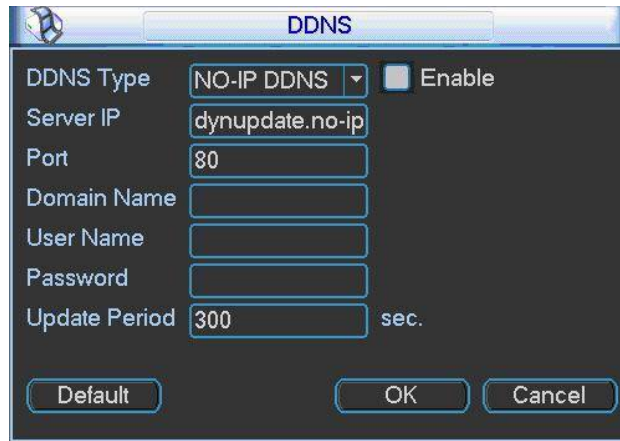 DDNS
DDNS Type NO-IP DDNS Enable
Server IP dynupdate.no-ip
Port 80
Domain Name
User Name
Password
Update Period 300 sec.
Default OK Cancel